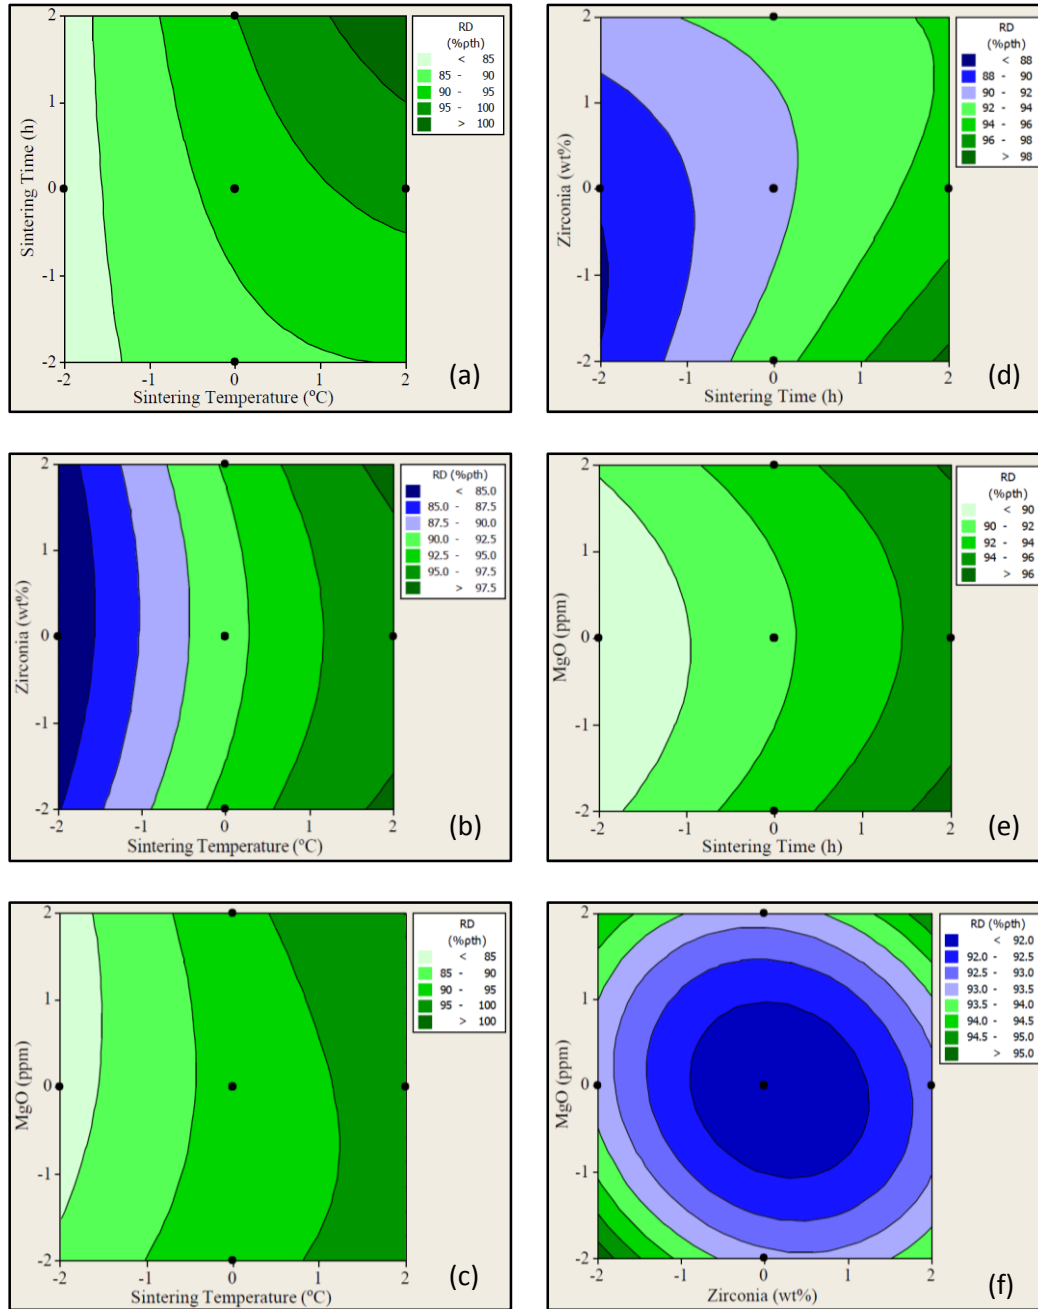 RD
(%ρth)
< 85
85 - 90
90 - 95
95 - 100
> 100
2
1
0
-1
-2
Sintering Time (h)
-2 -1 0 1 2
Sintering Temperature (ºC)
(a)
RD
(%ρth)
< 88
88 - 90
90 - 92
92 - 94
94 - 96
96 - 98
> 98
2
1
0
-1
-2
Zirconia (wt%)
-2 -1 0 1 2
Sintering Time (h)
(d)
RD (%ρth)
< 85.0
85.0 - 87.5
87.5 - 90.0
90.0 - 92.5
92.5 - 95.0
95.0 - 97.5
> 97.5
2
1
0
-1
-2
Zirconia (wt%)
-2 -1 0 1 2
Sintering Temperature (ºC)
(b)
RD
(%ρth)
< 90
90 - 92
92 - 94
94 - 96
> 96
2
1
0
-1
-2
MgO (ppm)
-2 -1 0 1 2
Sintering Time (h)
(e)
RD
(%ρth)
< 85
85 - 90
90 - 95
95 - 100
> 100
2
1
0
-1
-2
MgO (ppm)
-2 -1 0 1 2
Sintering Temperature (ºC)
(c)
RD (%ρth)
< 92.0
92.0 - 92.5
92.5 - 93.0
93.0 - 93.5
93.5 - 94.0
94.0 - 94.5
94.5 - 95.0
> 95.0
2
1
0
-1
-2
MgO (ppm)
-2 -1 0 1 2
Zirconia (wt%)
(f)